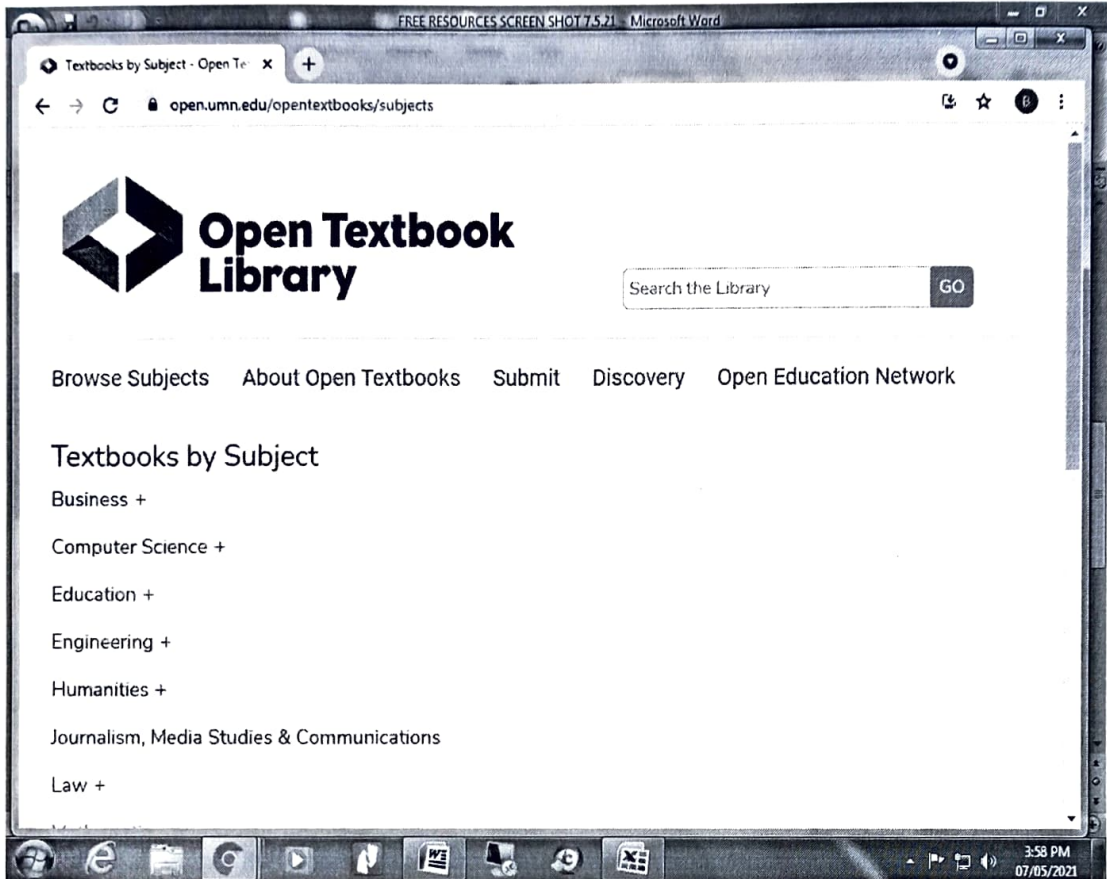 FREE RESOURCES SCREEN SHOT 7.5.21 - Microsoft Word
Textbooks by Subject - Open Te
open.umn.edu/opentextbooks/subjects
B
Open Textbook
Library
Search the Library GO
Browse Subjects About Open Textbooks Submit Discovery Open Education Network
Textbooks by Subject
Business +
Computer Science +
Education +
Engineering +
Humanities +
Journalism, Media Studies & Communications
Law +
3:58 PM
07/05/2021